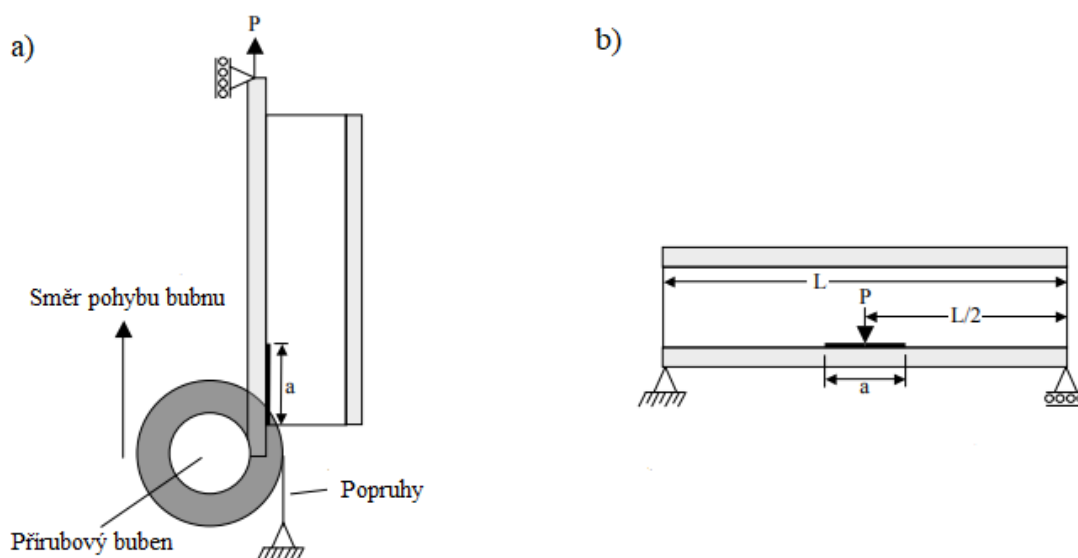 a)
P
Směr pohybu bubnu
a
Popruhy
Přírubový buben
b)
L
P
L/2
a